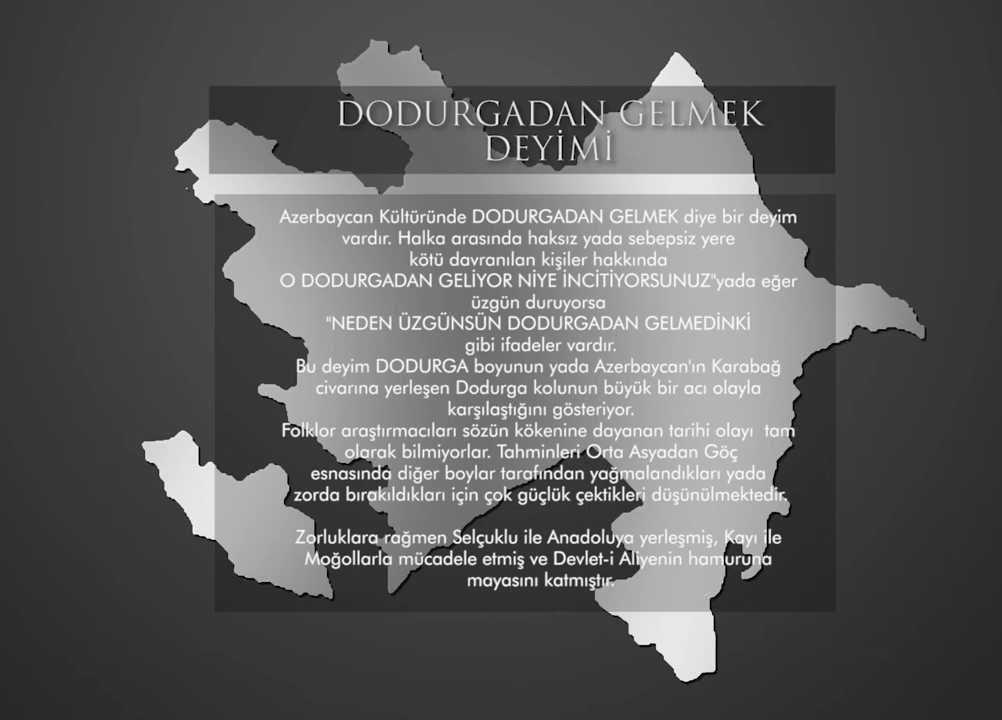 DODURGADAN GELMEK
DEYİMİ
Azerbaycan Kültüründe DODURGADAN GELMEK diye bir deyim
vardır. Halka arasında haksız yada sebepsiz yere
kötü davranılan kişiler hakkında
O DODURGADAN GELİYOR NİYE İNCİTİYORSUNUZ"yada eğer
üzgün duruyorsa
"NEDEN ÜZGÜNSÜN DODURGADAN GELMEDİNKİ
gibi ifadeler vardır.
Bu deyim DODURGA boyunun yada Azerbaycan'ın Karabağ
civarına yerleşen Dodurga kolunun büyük bir acı olayla
karşılaştığını gösteriyor.
Folklor araştırmacıları sözün kökenine dayanan tarihi olayı tam
olarak bilmiyorlar. Tahminleri Orta Asyadan Göç
esnasında diğer boylar tarafından yağmalandıkları yada
zorda bırakıldıkları için çok güçlük çektikleri düşünülmektedir.
Zorluklara rağmen Selçuklu ile Anadoluya yerleşmiş, Kayı ile
Moğollarla mücadele etmiş ve Devlet-i Aliyenin hamuruna
mayasını katmıştır.